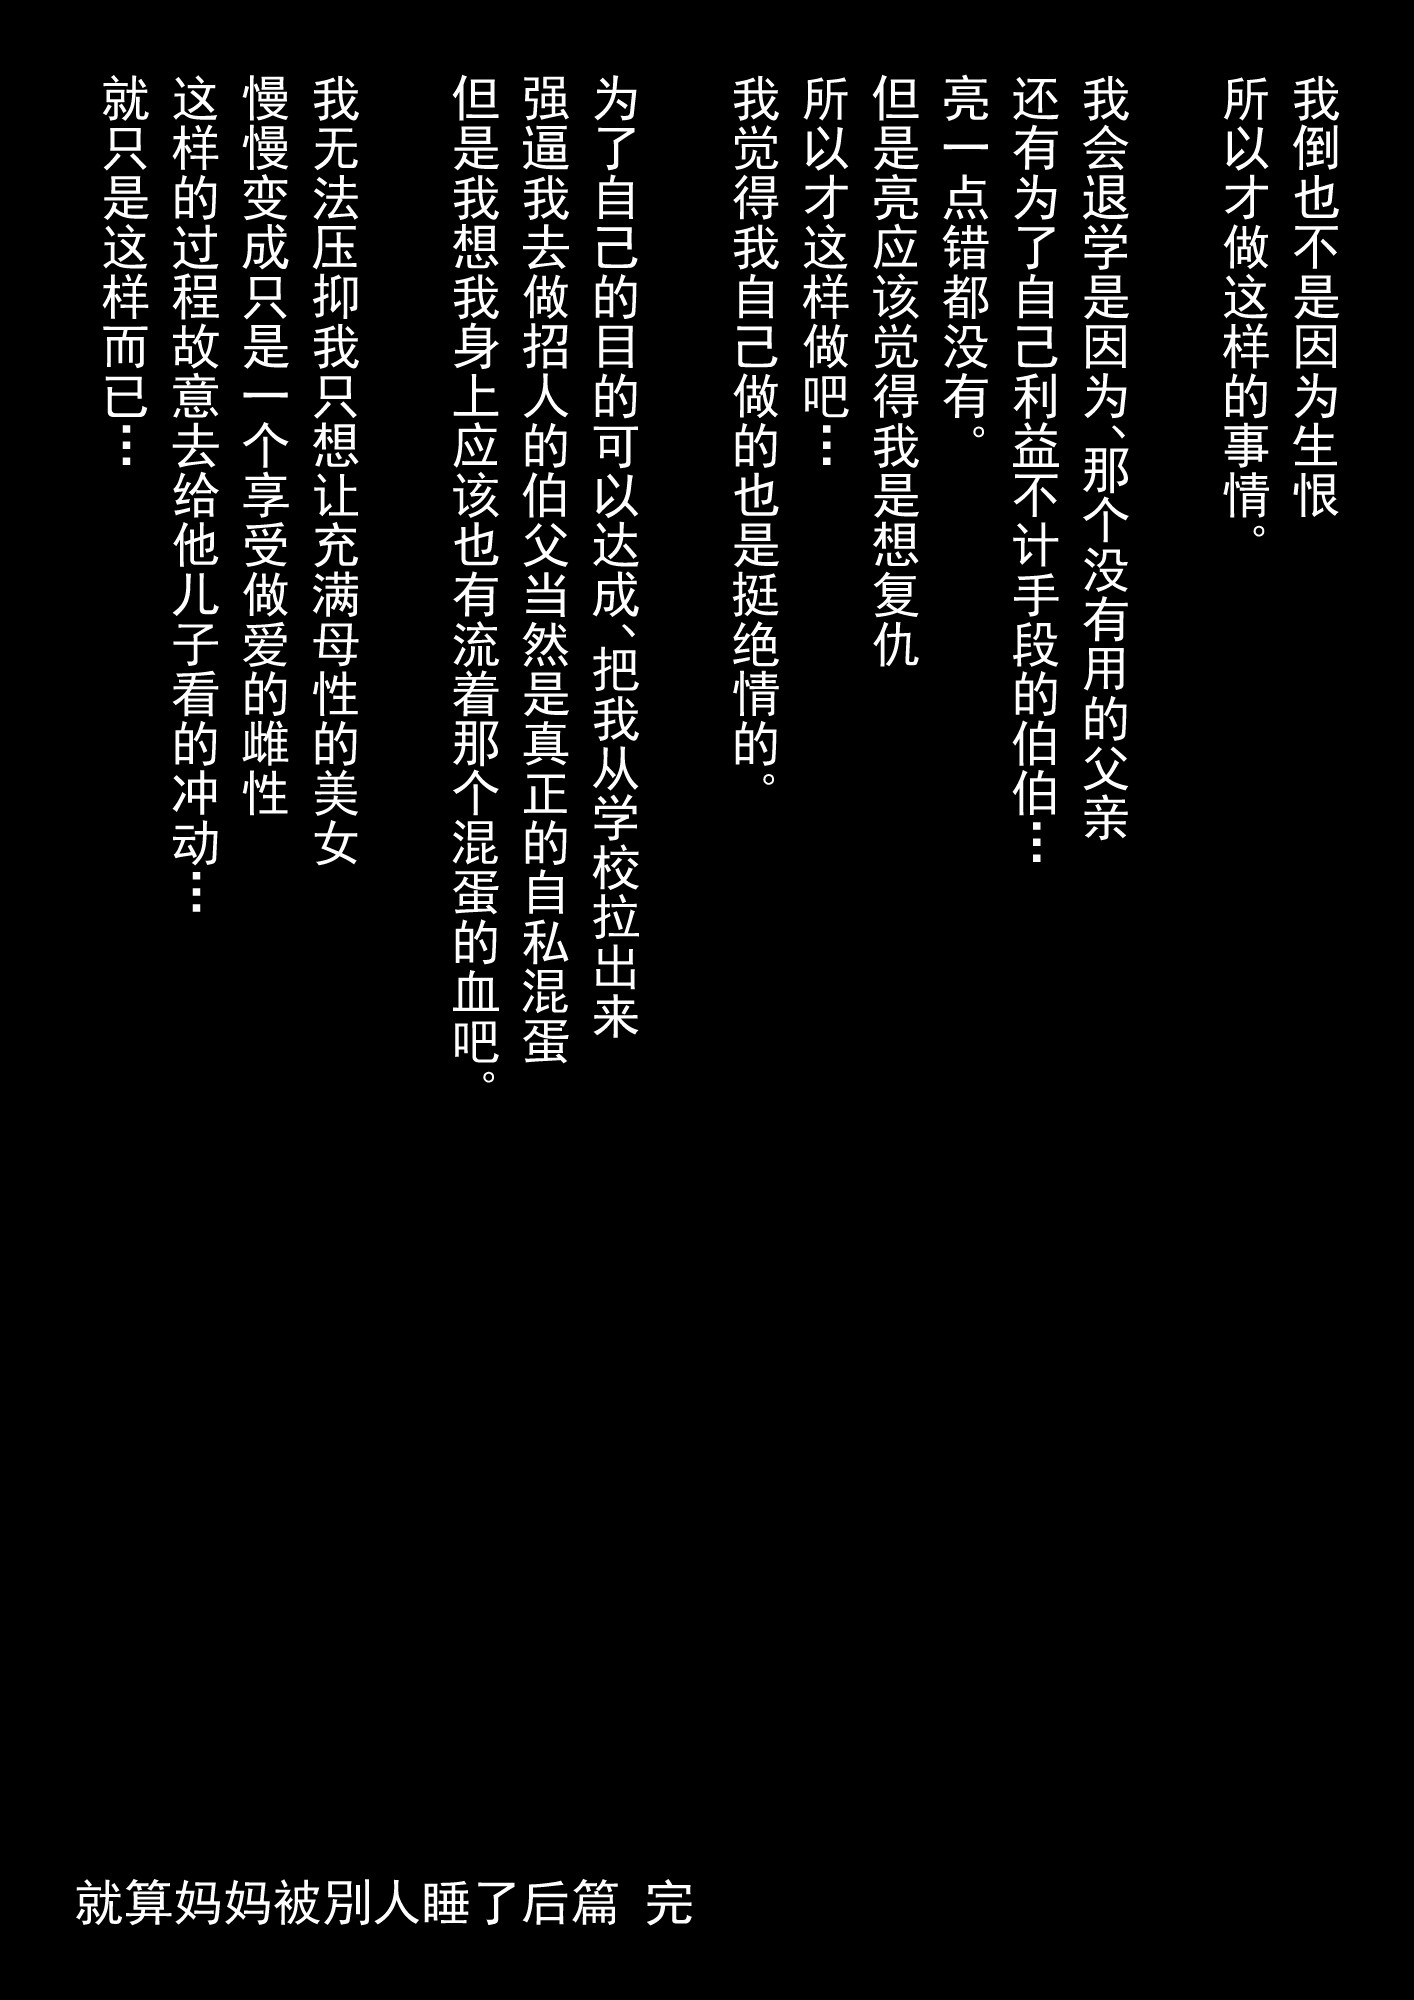 我倒也不是因为生恨
所以才做这样的事情。
我会退学是因为、那个没有用的父亲
还有为了自己利益不计手段的伯伯…
亮一点错都没有。
但是亮应该觉得我是想复仇
所以才这样做吧…
我觉得我自己做的也是挺绝情的。
为了自己的目的可以达成、把我从学校拉出来
强逼我去做招人的伯父当然是真正的自私混蛋
但是我想我身上应该也有流着那个混蛋的血吧。
我无法压抑我只想让充满母性的美女
慢慢变成只是一个享受做爱的雌性
这样的过程故意去给他儿子看的冲动…
就只是这样而已…
就算妈妈被別人睡了后篇 完